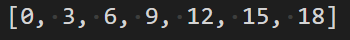 [0, 3, 6, 9, 12, 15, 18]